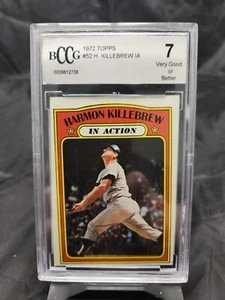 BCCG
1972 TOPPS
#52 H. KILLEBREW IA
7
Very Good
or
Better
HARMON KILLEBREW
IN ACTION